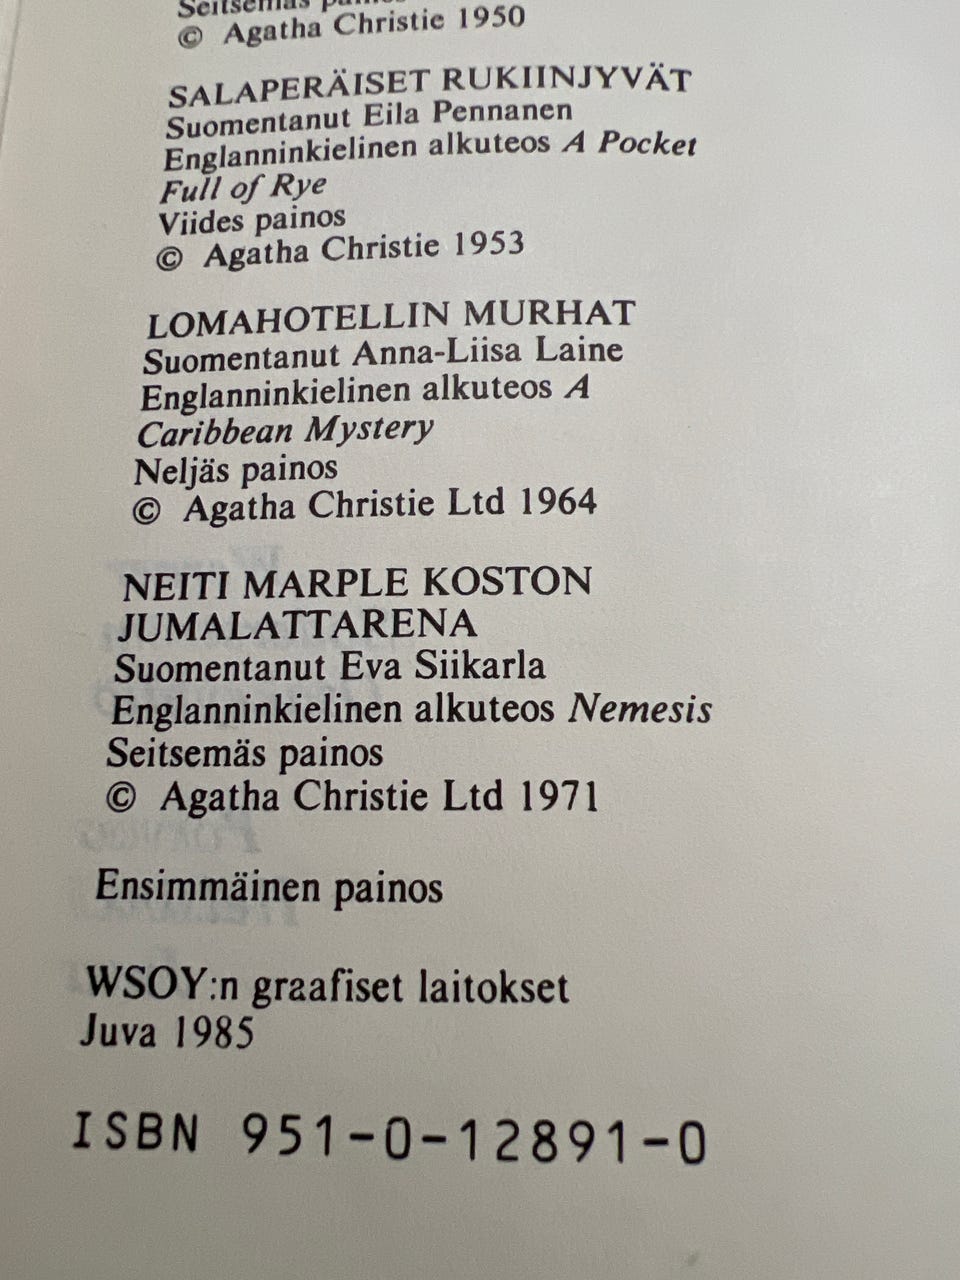 Seitsemäs painos
© Agatha Christie 1950
SALAPERÄISET RUKIINJYVÄT
Suomentanut Eila Pennanen
Englanninkielinen alkuteos A Pocket
Full of Rye
Viides painos
© Agatha Christie 1953
LOMAHOTELLIN MURHAT
Suomentanut Anna-Liisa Laine
Englanninkielinen alkuteos A
Caribbean Mystery
Neljäs painos
© Agatha Christie Ltd 1964
NEITI MARPLE KOSTON
JUMALATTARENA
Suomentanut Eva Siikarla
Englanninkielinen alkuteos Nemesis
Seitsemäs painos
© Agatha Christie Ltd 1971
Ensimmäinen painos
WSOY:n graafiset laitokset
Juva 1985
ISBN 951-0-12891-0